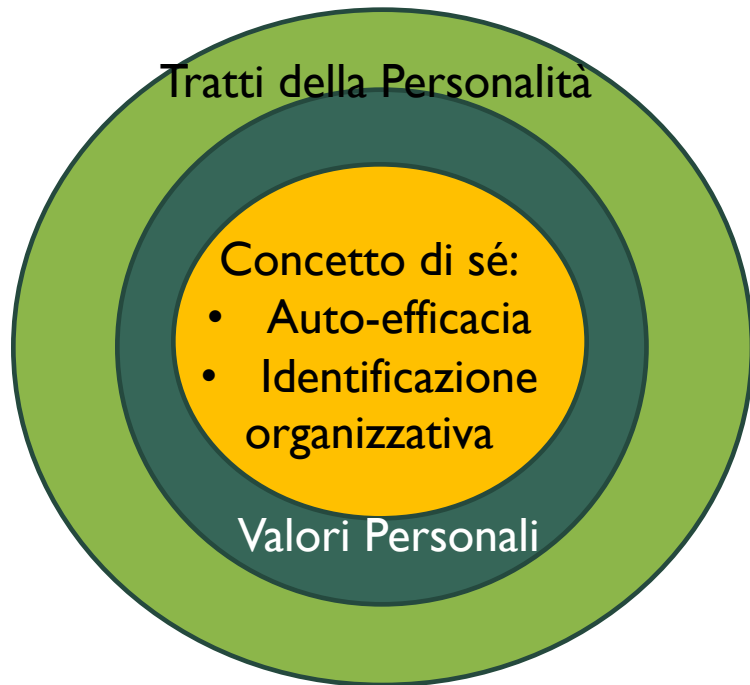 Tratti della Personalità
Concetto di sé:
• Auto-efficacia
• Identificazione
organizzativa
Valori Personali